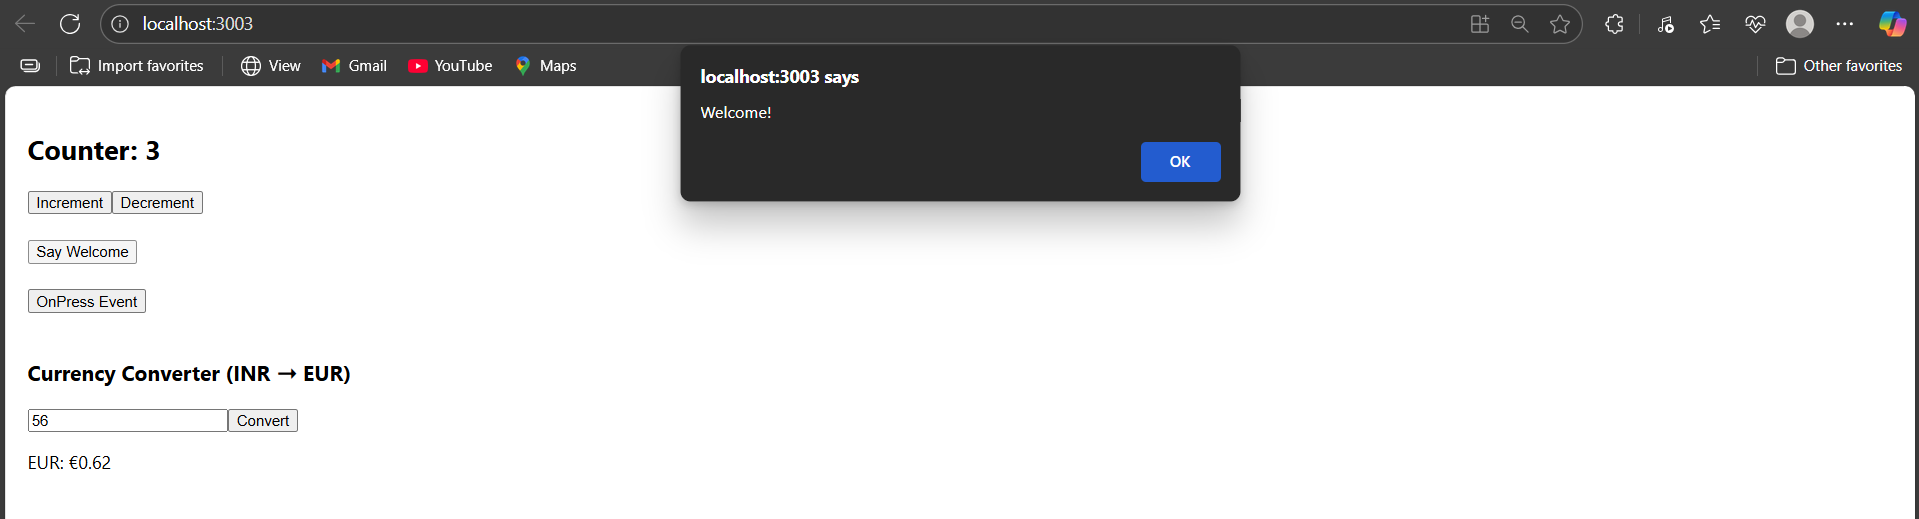 localhost:3003
Import favorites View Gmail YouTube Maps Other favorites
localhost:3003 says
Welcome!
OK
Counter: 3
Increment Decrement
Say Welcome
OnPress Event
Currency Converter (INR → EUR)
56 Convert
EUR: €0.62